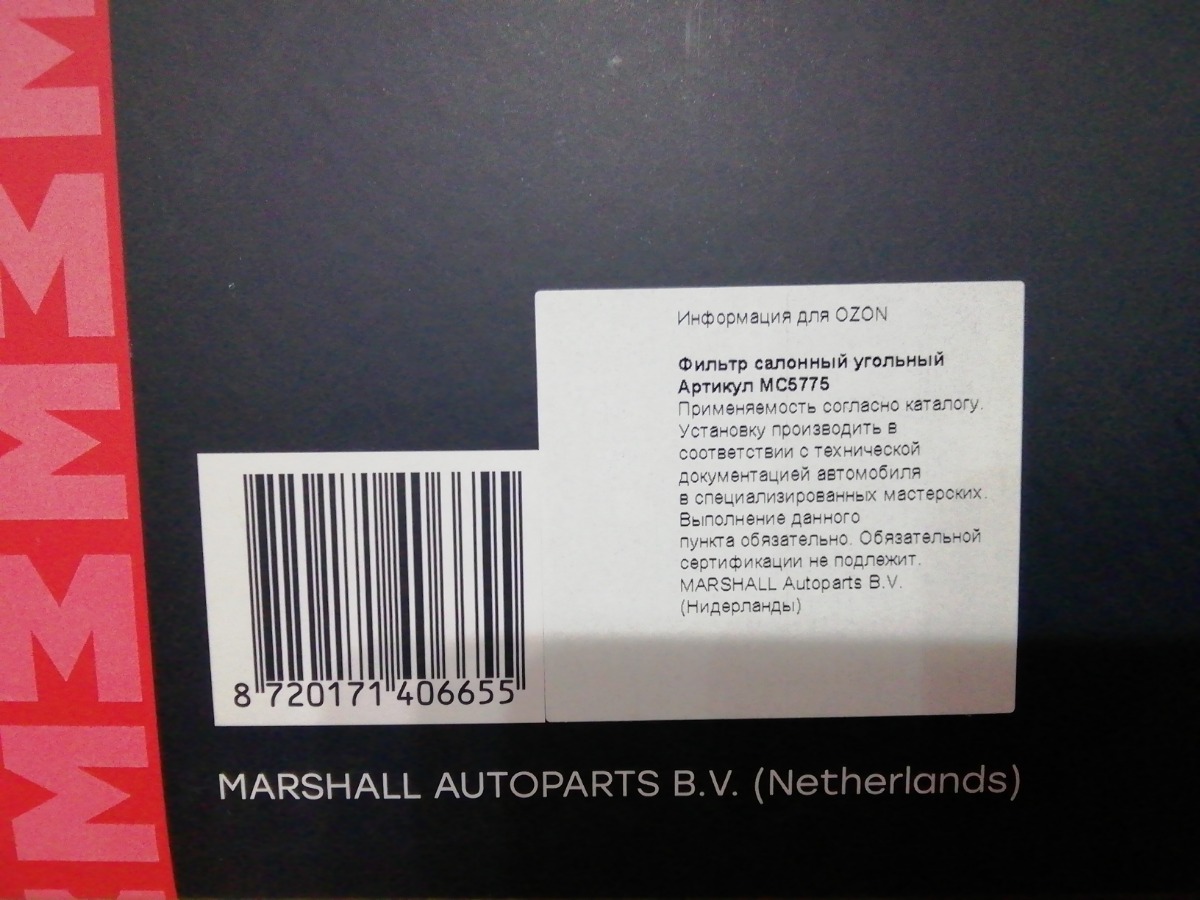 Информация для OZON
Фильтр салонный угольный
Артикул MC5775
Применяемость согласно каталогу.
Установку производить в
соответствии с технической
документацией автомобиля
в специализированных мастерских.
Выполнение данного
пункта обязательно. Обязательной
сертификации не подлежит.
MARSHALL Autoparts B.V.
(Нидерланды)
8 720171 406655
MARSHALL AUTOPARTS B.V. (Netherlands)